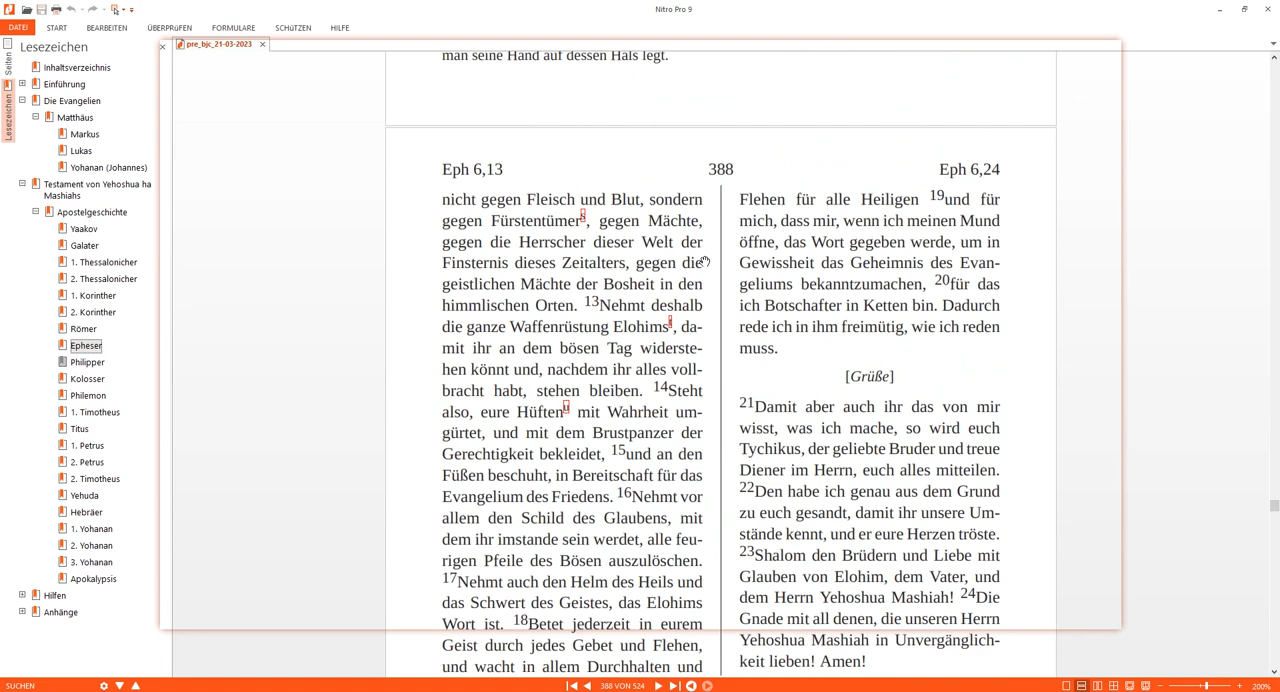 Nitro Pro 9
DATEI START BEARBEITEN ÜBERPRüFEN FORMULARE SCHüTZEN HILFE
Seiten
Lesezeichen
Lesezeichen
Inhaltsverzeichnis
Einführung
Die Evangelien
Matthäus
Markus
Lukas
Yohanan (Johannes)
Testament von Yehoshua ha
Mashiahs
Apostelgeschichte
Yaakov
Galater
1. Thessalonicher
2. Thessalonicher
1. Korinther
2. Korinther
Römer
Epheser
Philipper
Kolosser
Philemon
1. Timotheus
Titus
1. Petrus
2. Petrus
2. Timotheus
Yehuda
Hebräer
1. Yohanan
2. Yohanan
3. Yohanan
Apokalypsis
Hilfen
Anhänge
pre_bjc_21-03-2023
man seine Hand auf dessen Hals legt.
Eph 6,13 388 Eph 6,24
nicht gegen Fleisch und Blut, sondern
gegen Fürstentümer, gegen Mächte,
gegen die Herrscher dieser Welt der
Finsternis dieses Zeitalters, gegen die
geistlichen Mächte der Bosheit in den
himmlischen Orten. 13Nehmt deshalb
die ganze Waffenrüstung Elohimst, da-
mit ihr an dem bösen Tag widerste-
hen könnt und, nachdem ihr alles voll-
bracht habt, stehen bleiben. 14Steht
also, eure Hüftenu mit Wahrheit um-
gürtet, und mit dem Brustpanzer der
Gerechtigkeit bekleidet, 15und an den
Füßen beschuht, in Bereitschaft für das
Evangelium des Friedens. 16Nehmt vor
allem den Schild des Glaubens, mit
dem ihr imstande sein werdet, alle feu-
rigen Pfeile des Bösen auszulöschen.
17Nehmt auch den Helm des Heils und
das Schwert des Geistes, das Elohims
Wort ist. 18Betet jederzeit in eurem
Geist durch jedes Gebet und Flehen,
und wacht in allem Durchhalten und
Flehen für alle Heiligen 19und für
mich, dass mir, wenn ich meinen Mund
öffne, das Wort gegeben werde, um in
Gewissheit das Geheimnis des Evan-
geliums bekanntzumachen, 20für das
ich Botschafter in Ketten bin. Dadurch
rede ich in ihm freimütig, wie ich reden
muss.
[Grüße]
21Damit aber auch ihr das von mir
wisst, was ich mache, so wird euch
Tychikus, der geliebte Bruder und treue
Diener im Herrn, euch alles mitteilen.
22Den habe ich genau aus dem Grund
zu euch gesandt, damit ihr unsere Um-
stände kennt, und er eure Herzen tröste.
23Shalom den Brüdern und Liebe mit
Glauben von Elohim, dem Vater, und
dem Herrn Yehoshua Mashiah! 24Die
Gnade mit all denen, die unseren Herrn
Yehoshua Mashiah in Unvergänglich-
keit lieben! Amen!
SUCHEN
388 VON 524
200%